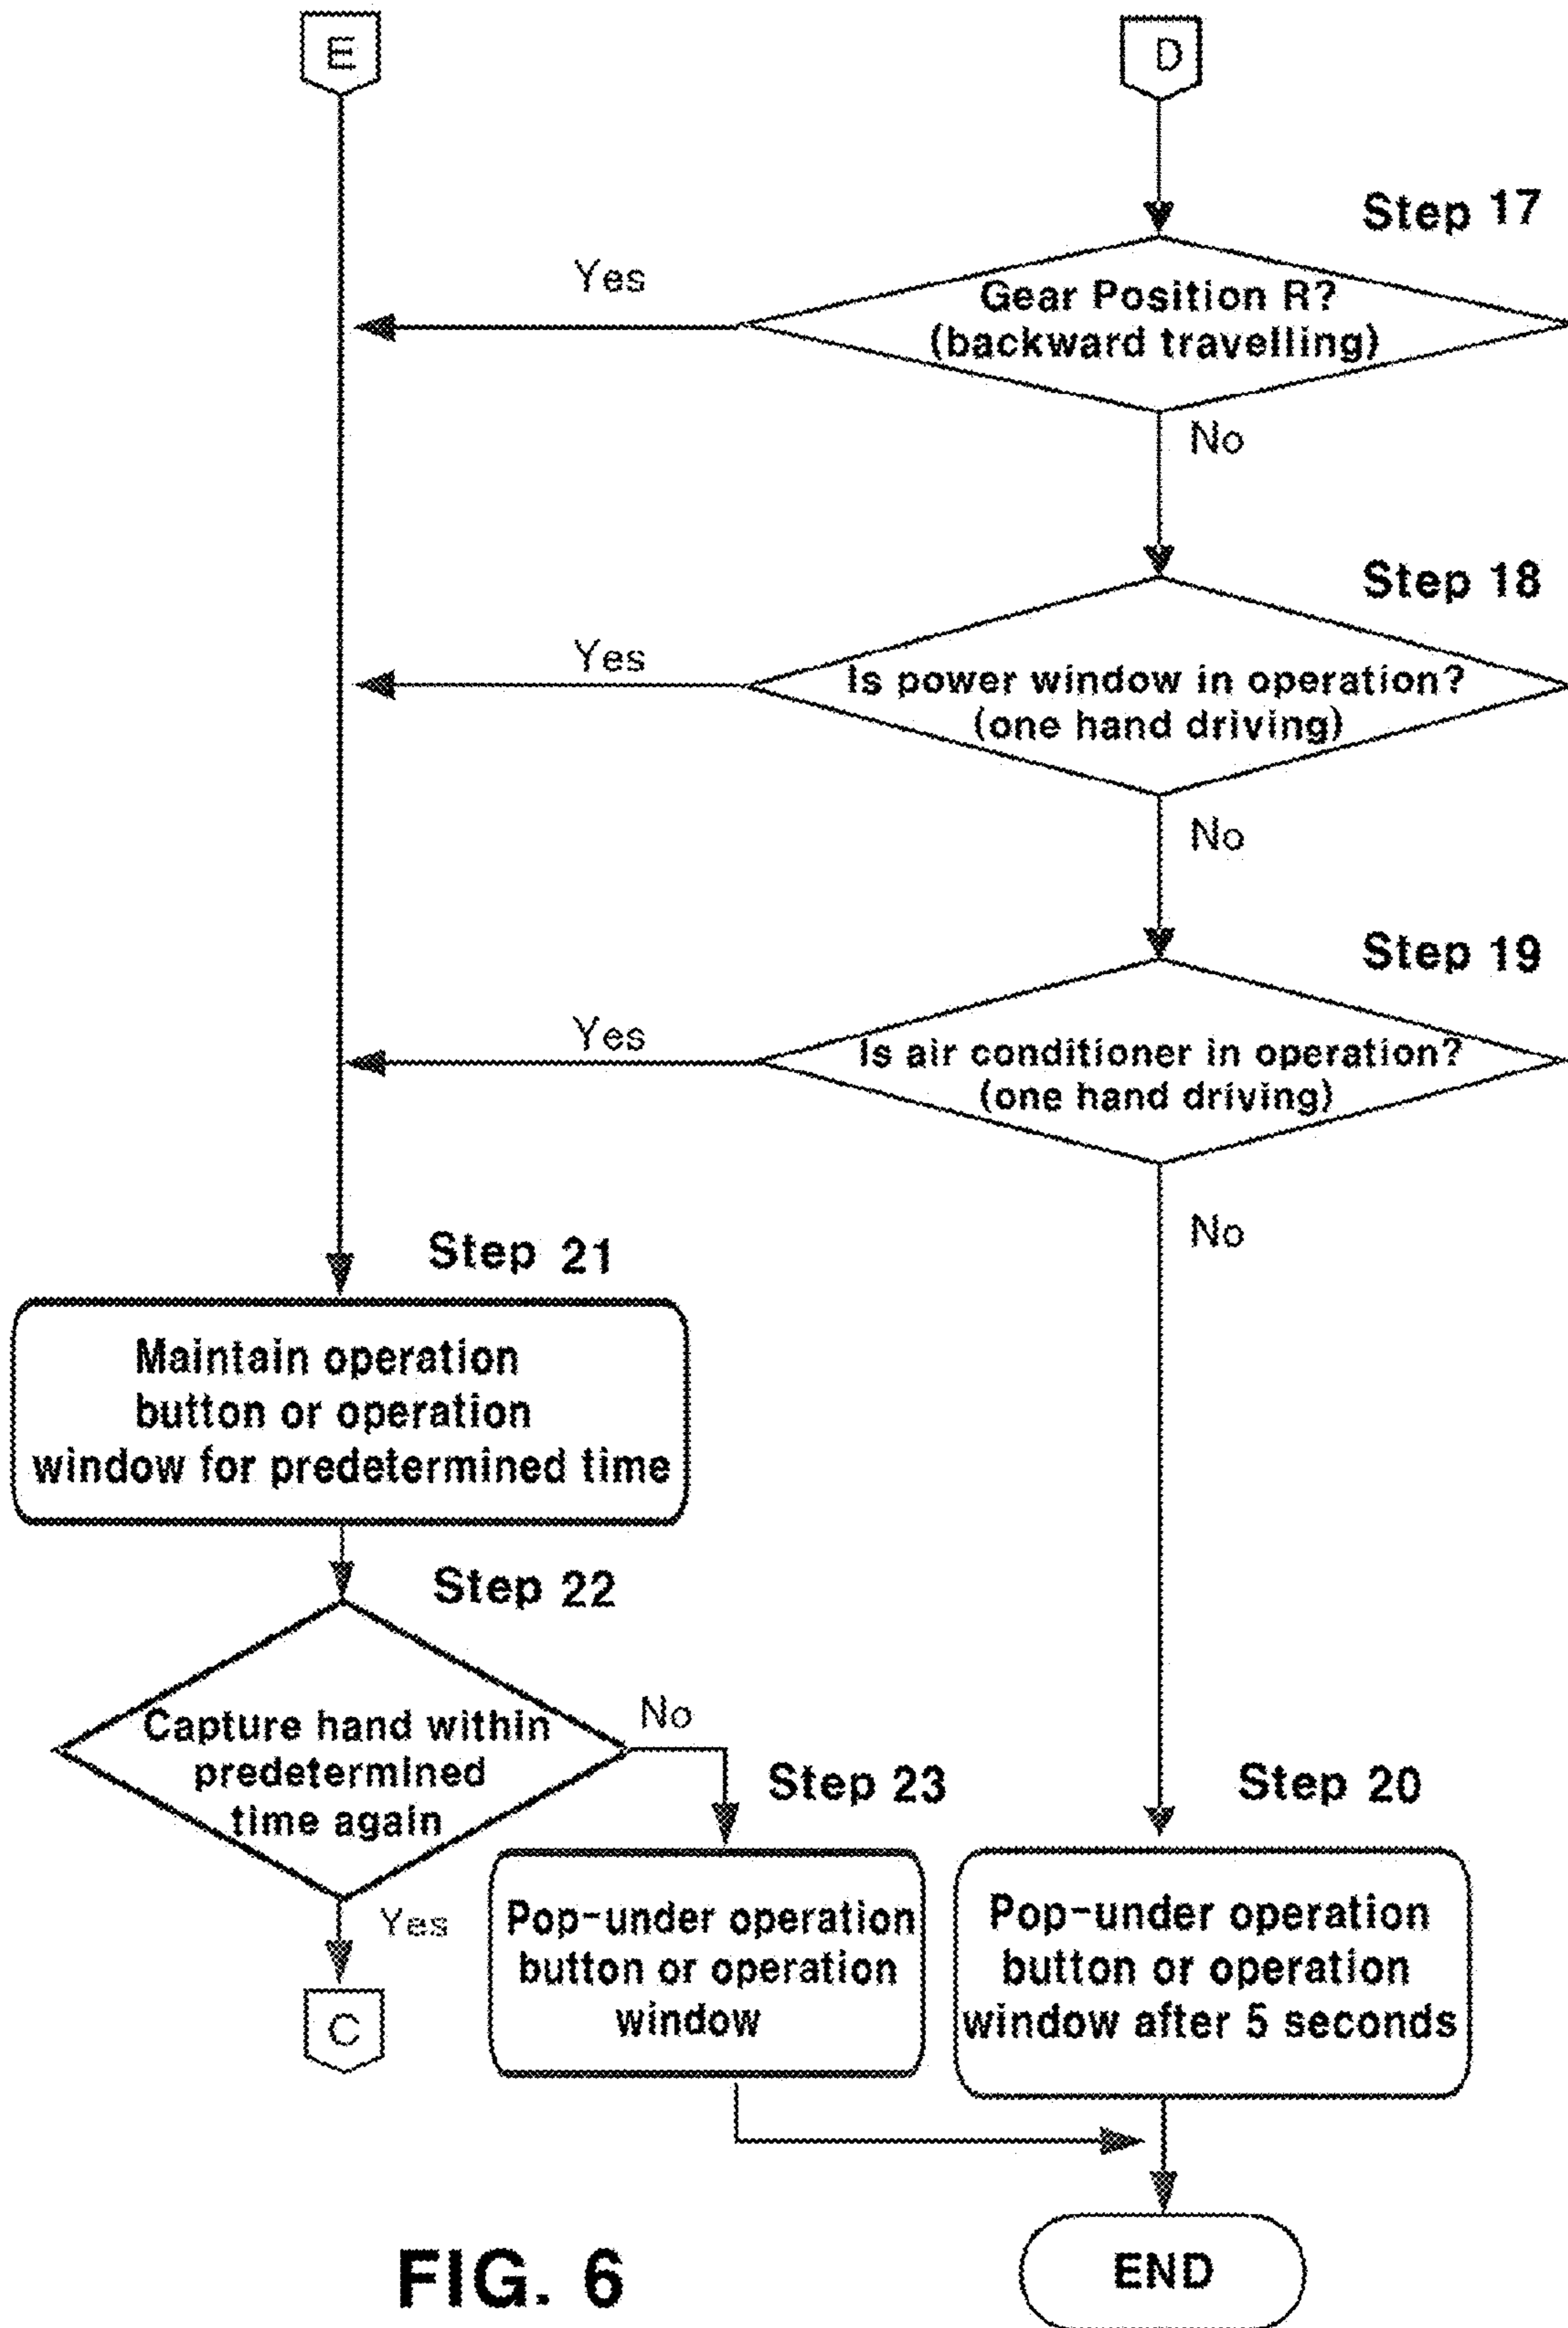 E
D
Step 17
Yes
Gear Position R?
(backward travelling)
No
Step 18
Yes
Is power window in operation?
(one hand driving)
No
Step 19
Yes
Is air conditioner in operation?
(one hand driving)
No
Step 21
Maintain operation
button or operation
window for predetermined time
Step 22
Capture hand within
predetermined
time again
No
Yes
C
Step 23
Pop-under operation
button or operation
window
Step 20
Pop-under operation
button or operation
window after 5 seconds
END
FIG. 6